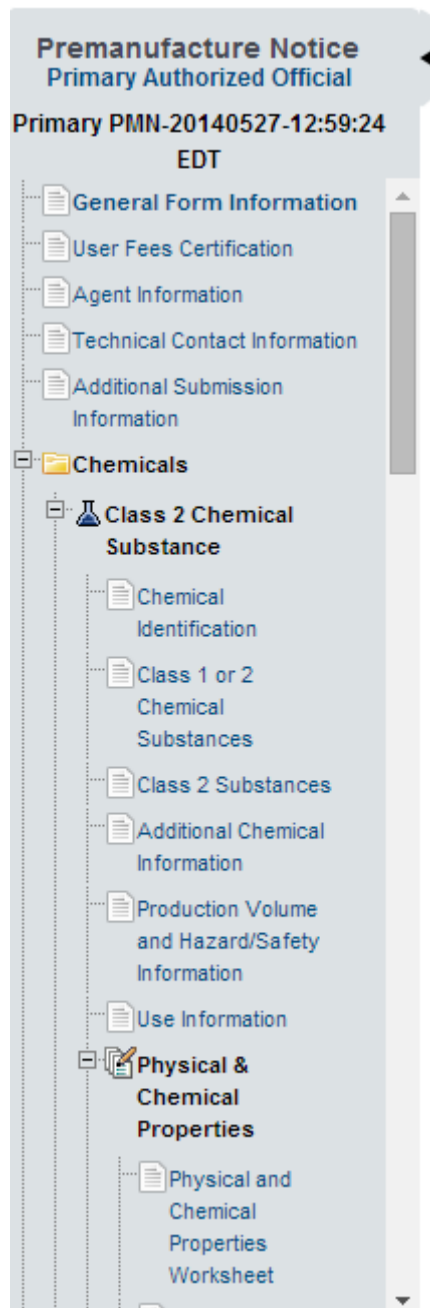 Premanufacture Notice
Primary Authorized Official
Primary PMN-20140527-12:59:24
EDT
General Form Information
User Fees Certification
Agent Information
Technical Contact Information
Additional Submission
Information
Chemicals
Class 2 Chemical
Substance
Chemical
Identification
Class 1 or 2
Chemical
Substances
Class 2 Substances
Additional Chemical
Information
Production Volume
and Hazard/Safety
Information
Use Information
Physical &
Chemical
Properties
Physical and
Chemical
Properties
Worksheet